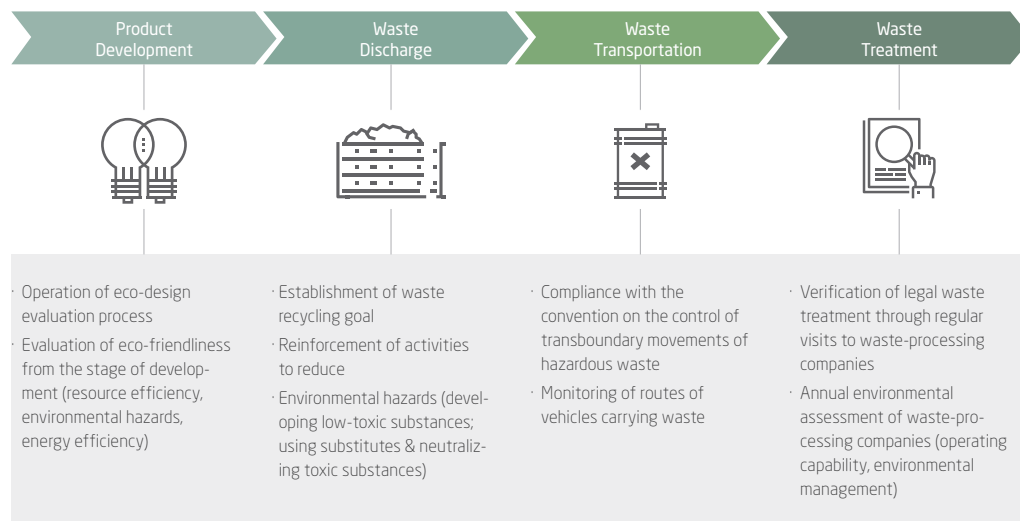 Product
Development
Waste
Discharge
Waste
Transportation
Waste
Treatment
· Operation of eco-design
evaluation process
· Evaluation of eco-friendliness
from the stage of develop-
ment (resource efficiency,
environmental hazards,
energy efficiency)
· Establishment of waste
recycling goal
· Reinforcement of activities
to reduce
· Environmental hazards (devel-
oping low-toxic substances;
using substitutes & neutraliz-
ing toxic substances)
· Compliance with the
convention on the control of
transboundary movements of
hazardous waste
· Monitoring of routes of
vehicles carrying waste
· Verification of legal waste
treatment through regular
visits to waste-processing
companies
· Annual environmental
assessment of waste-pro-
cessing companies (operating
capability, environmental
management)